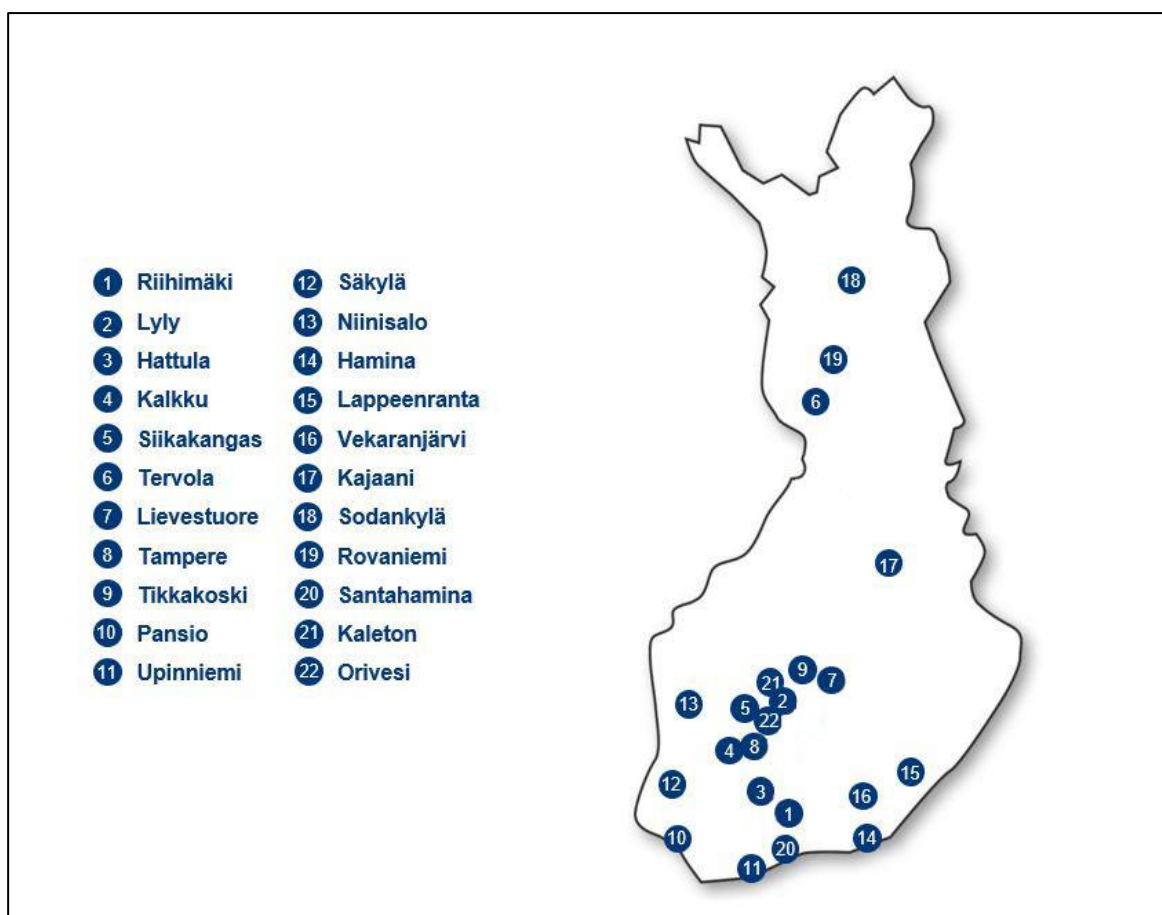 1 Riihimäki
2 Lyly
3 Hattula
4 Kalkku
5 Siikakangas
6 Tervola
7 Lievestuore
8 Tampere
9 Tikkakoski
10 Pansio
11 Upinniemi
12 Säkylä
13 Niinisalo
14 Hamina
15 Lappeenranta
16 Vekaranjärvi
17 Kajaani
18 Sodankylä
19 Rovaniemi
20 Santahamina
21 Kaleton
22 Orivesi
18
19
6
17
9
7
21
2
5
13
22
8
4
15
12
3
16
1
10
14
20
11